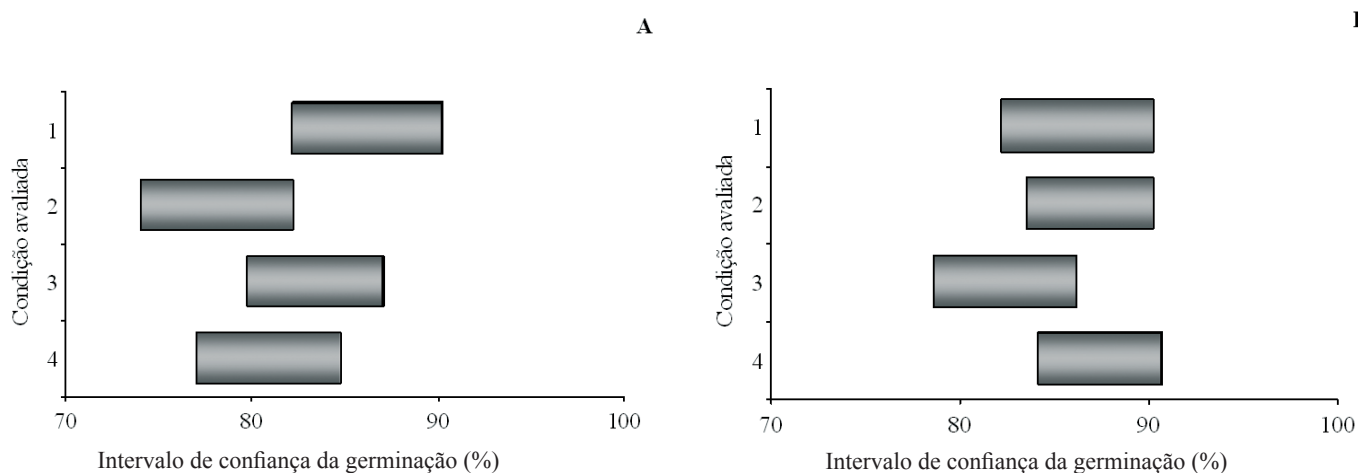 A
Condição avaliada
1
2
3
4
70 80 90 100
Intervalo de confiança da germinação (%)
Condição avaliada
1
2
3
4
70 80 90 100
Intervalo de confiança da germinação (%)